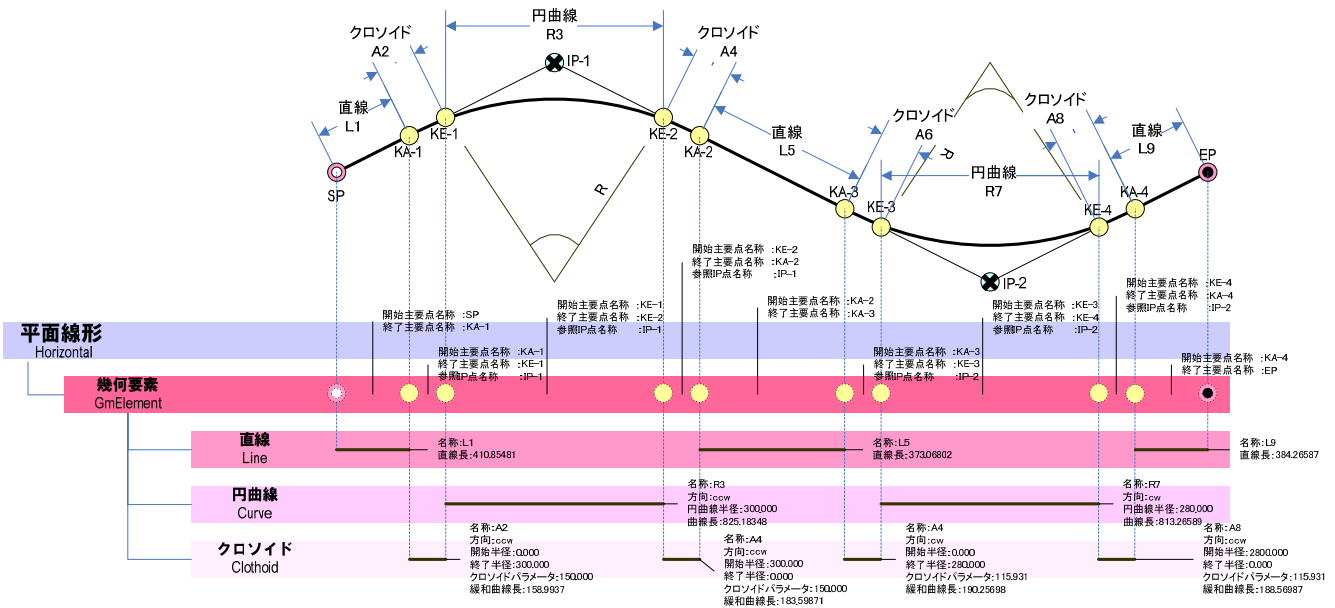 円曲線
R3
クロソイド
A2
クロソイド
A4
IP-1
直線
L1
KE-1
KA-1
KE-2
KA-2
SP
R
直線
L5
クロソイド
A6
クロソイド
A8
直線
L9
EP
R
円曲線
R7
KA-3
KE-3
KA-4
KE-4
IP-2
開始主要点名称 :KE-2
終了主要点名称 :KA-2
参照IP点名称 :IP-1
開始主要点名称 :SP
終了主要点名称 :KA-1
開始主要点名称 :KE-1
終了主要点名称 :KE-2
参照IP点名称 :IP-1
開始主要点名称 :KA-2
終了主要点名称 :KA-3
開始主要点名称 :KE-3
終了主要点名称 :KE-4
参照IP点名称 :IP-2
開始主要点名称 :KE-4
終了主要点名称 :KA-4
参照IP点名称 :IP-2
平面線形
Horizontal
開始主要点名称 :KA-1
終了主要点名称 :KE-1
参照IP点名称 :IP-1
開始主要点名称 :KA-3
終了主要点名称 :KE-3
参照IP点名称 :IP-2
開始主要点名称 :KA-4
終了主要点名称 :EP
幾何要素
GmElement
直線
Line
名称:L1
直線長:410.85481
名称:L5
直線長:373.06802
名称:L9
直線長:384.26587
円曲線
Curve
名称:R3
方向:ccw
円曲線半径:300,000
曲線長:825.18348
名称:R7
方向:cw
円曲線半径:280,000
曲線長:813.26589
クロソイド
Clothoid
名称:A2
方向:ccw
開始半径:0.000
終了半径:300.000
クロソイドパラメータ:150.000
緩和曲線長:158.9937
名称:A4
方向:ccw
開始半径:300.000
終了半径:0.000
クロソイドパラメータ:150.000
緩和曲線長:183.59871
名称:A4
方向:ccw
開始半径:0.000
終了半径:280.000
クロソイドパラメータ:115.931
緩和曲線長:190.25698
名称:A8
方向:ccw
開始半径:2800.000
終了半径:0.000
クロソイドパラメータ:115.931
緩和曲線長:188.56987